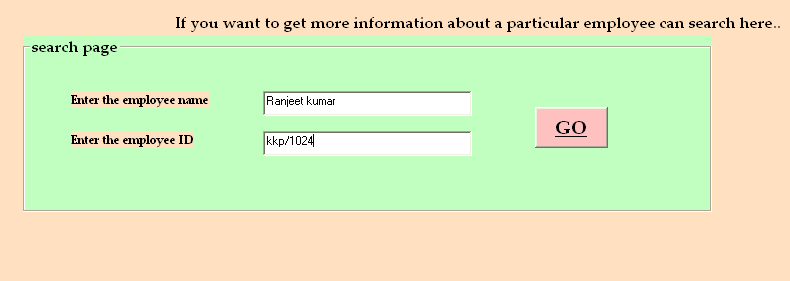 If you want to get more information about a particular employee can search here..
search page
Enter the employee name
Ranjeet kumar
GO
Enter the employee ID
kkp/1024